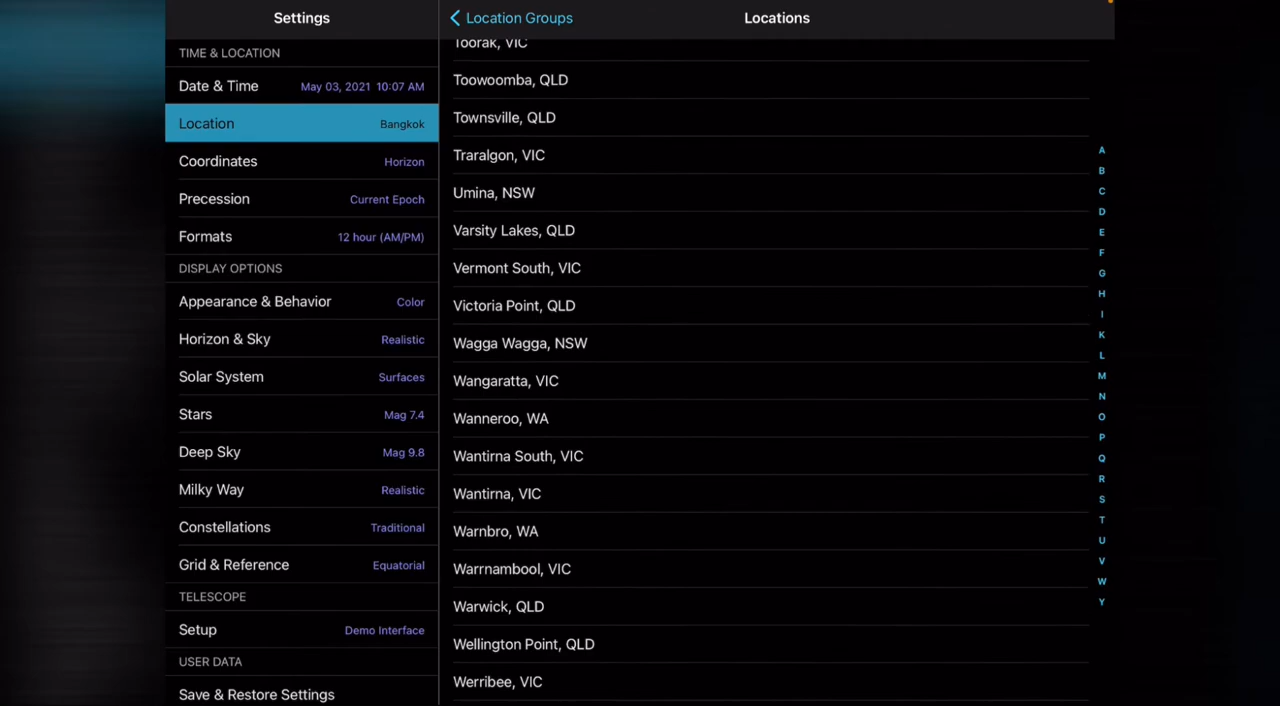 Settings
TIME & LOCATION
Date & Time May 03, 2021 10:07 AM
Location Bangkok
Coordinates Horizon
Precession Current Epoch
Formats 12 hour (AM/PM)
DISPLAY OPTIONS
Appearance & Behavior Color
Horizon & Sky Realistic
Solar System Surfaces
Stars Mag 7.4
Deep Sky Mag 9.8
Milky Way Realistic
Constellations Traditional
Grid & Reference Equatorial
TELESCOPE
Setup Demo Interface
USER DATA
Save & Restore Settings
Location Groups
Locations
Toorak, VIC
Toowoomba, QLD
Townsville, QLD
Traralgon, VIC
Umina, NSW
Varsity Lakes, QLD
Vermont South, VIC
Victoria Point, QLD
Wagga Wagga, NSW
Wangaratta, VIC
Wanneroo, WA
Wantirna South, VIC
Wantirna, VIC
Warnbro, WA
Warrnambool, VIC
Warwick, QLD
Wellington Point, QLD
Werribee, VIC
A
B
C
D
E
F
G
H
I
K
L
M
N
O
P
Q
R
S
T
U
V
W
Y